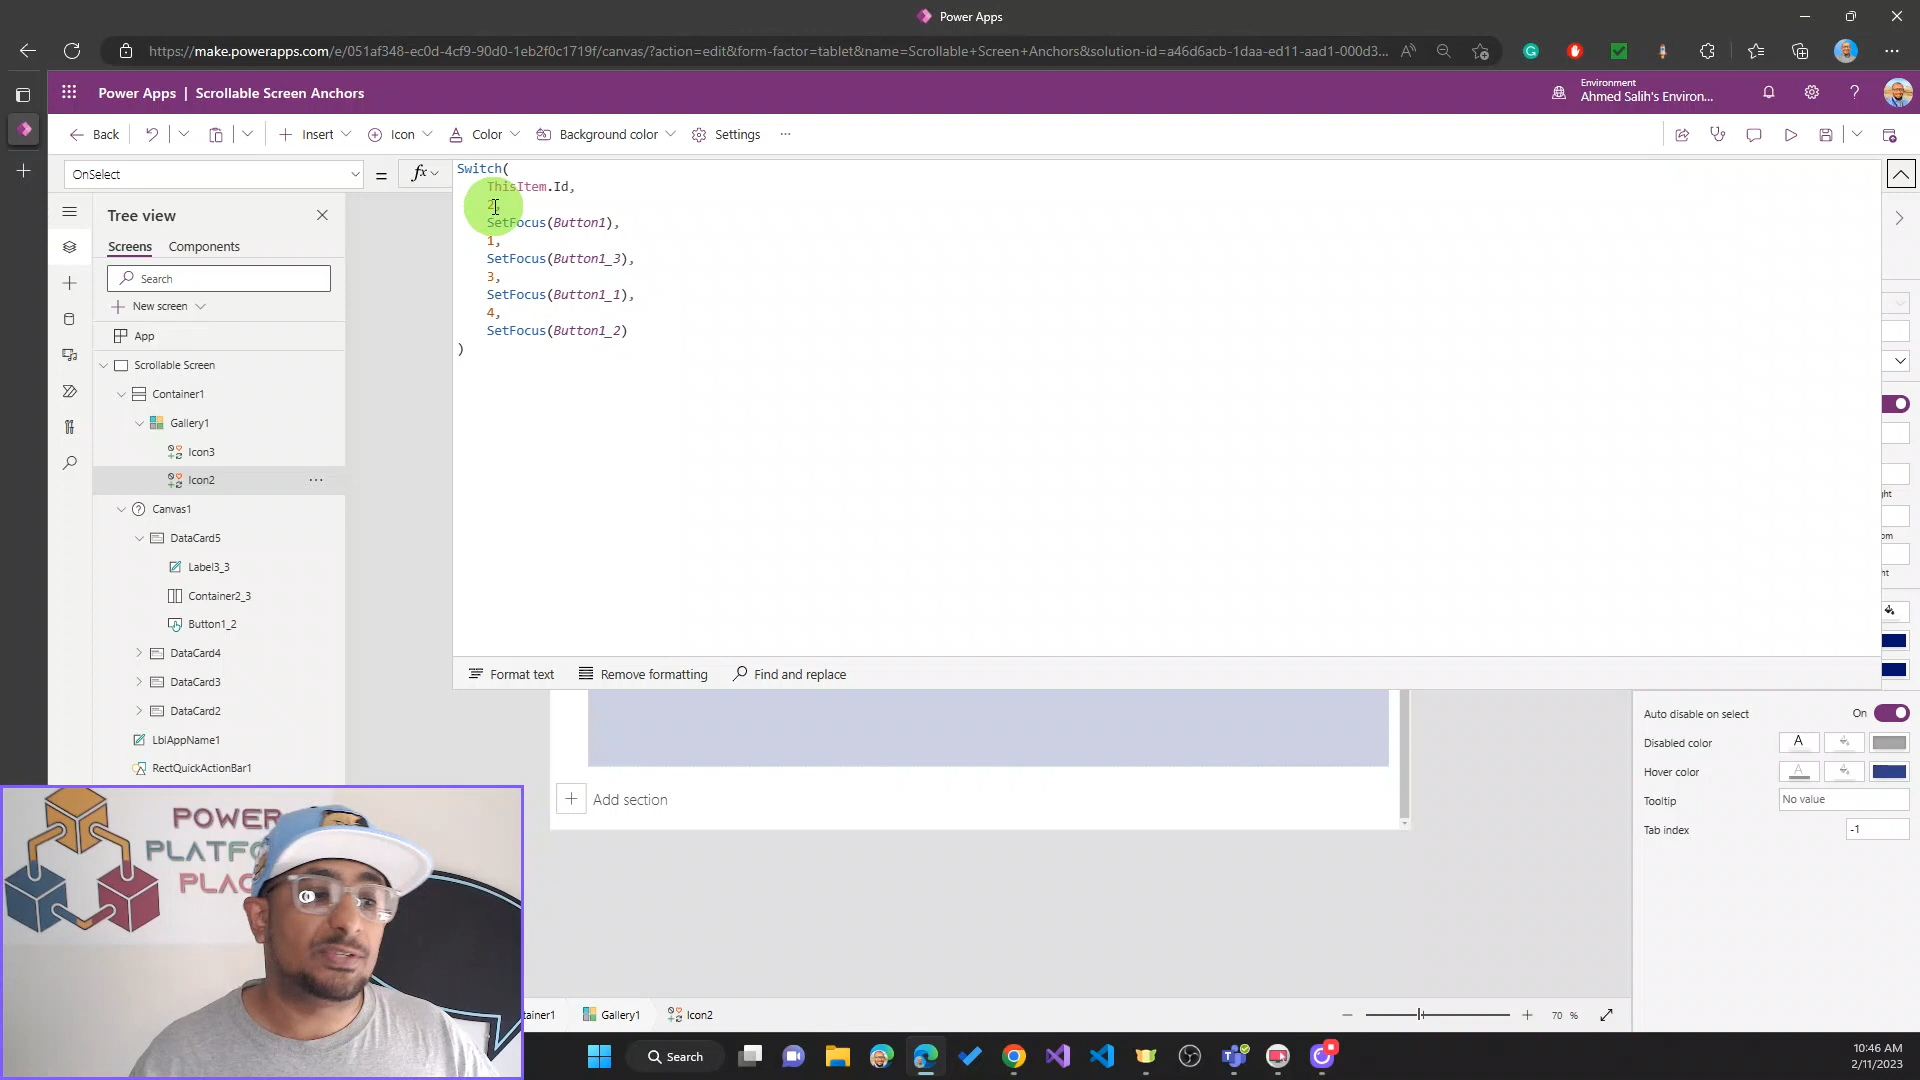 Power Apps
https://make.powerapps.com/e/051af348-ec0d-4cf9-90d0-1eb2f0c1719f/canvas/?action=edit&form-factor=tablet&name=Scrollable+Screen+Anchors&solution-id=a46d6acb-1daa-ed11-aad1-000d3...
Power Apps | Scrollable Screen Anchors
Environment
Ahmed Salih's Environ...
Back
Insert
Icon
Color
Background color
Settings
OnSelect
=
fx
Switch(
ThisItem.Id,
2,
SetFocus(Button1),
1,
SetFocus(Button1_3),
3,
SetFocus(Button1_1),
4,
SetFocus(Button1_2)
)
Tree view
Screens Components
Search
New screen
App
Scrollable Screen
Container1
Gallery1
Icon3
Icon2
Canvas1
DataCard5
Label3_3
Container2_3
Button1_2
DataCard4
DataCard3
DataCard2
LblAppName1
RectQuickActionBar1
Format text Remove formatting Find and replace
Add section
Auto disable on select On
Disabled color
Hover color
Tooltip No value
Tab index -1
POWER
PLATFO
PLAC
tainer1 Gallery1 Icon2
70 %
Search
10:46 AM
2/11/2023